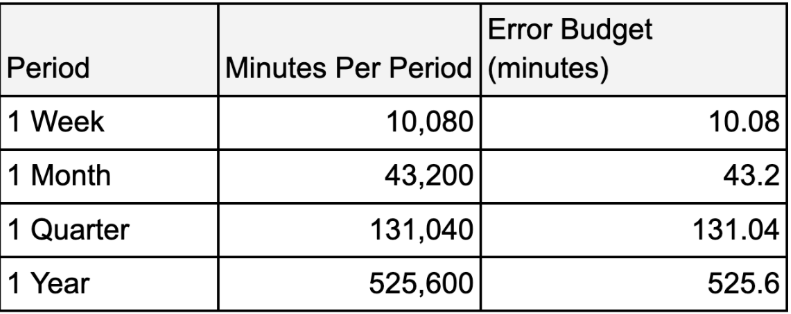 Period Minutes Per Period Error Budget (minutes)
1 Week 10,080 10.08
1 Month 43,200 43.2
1 Quarter 131,040 131.04
1 Year 525,600 525.6